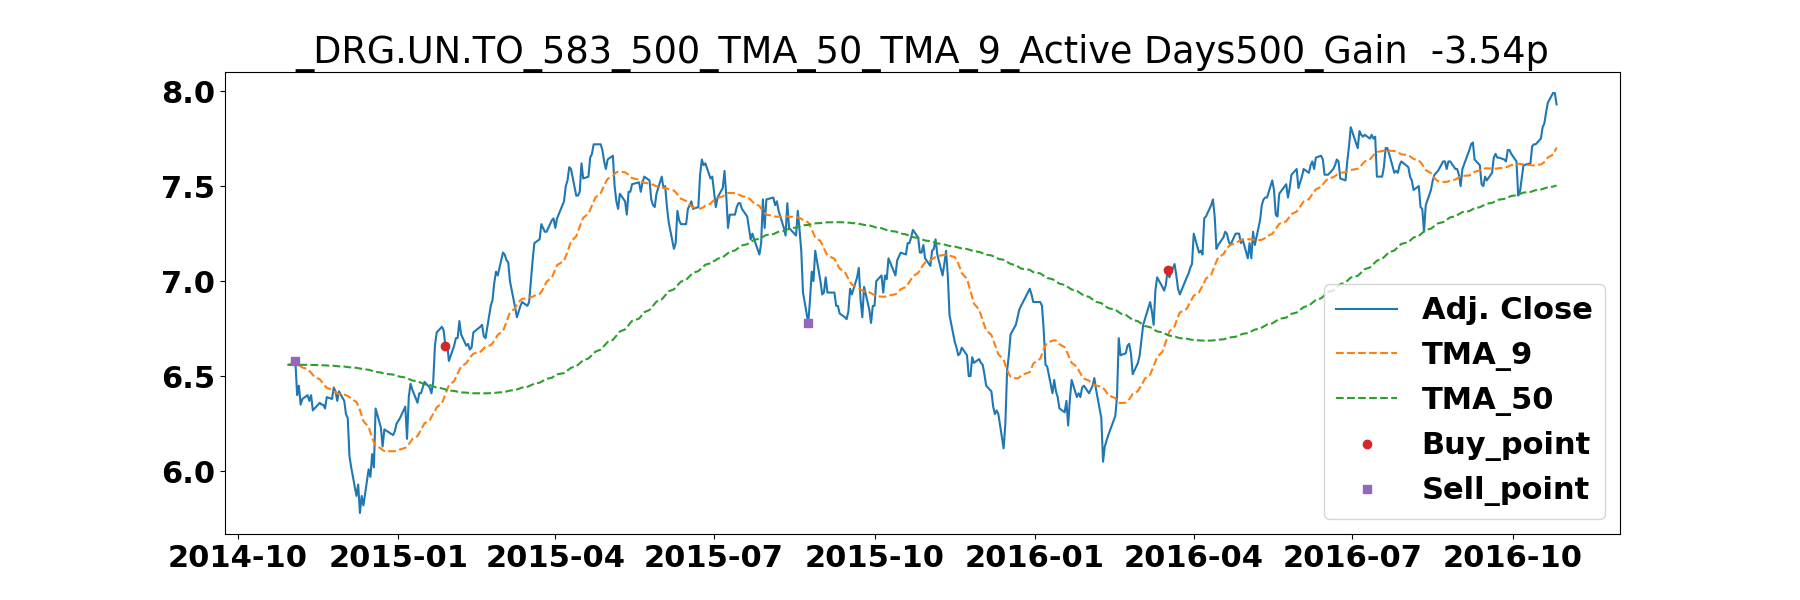 _DRG.UN.TO_583_500_TMA_50_TMA_9_Active Days500_Gain  -3.54p
8.0
7.5
7.0
6.5
6.0
2014-10 2015-01 2015-04 2015-07 2015-10 2016-01 2016-04 2016-07 2016-10
Adj. Close
TMA_9
TMA_50
Buy_point
Sell_point